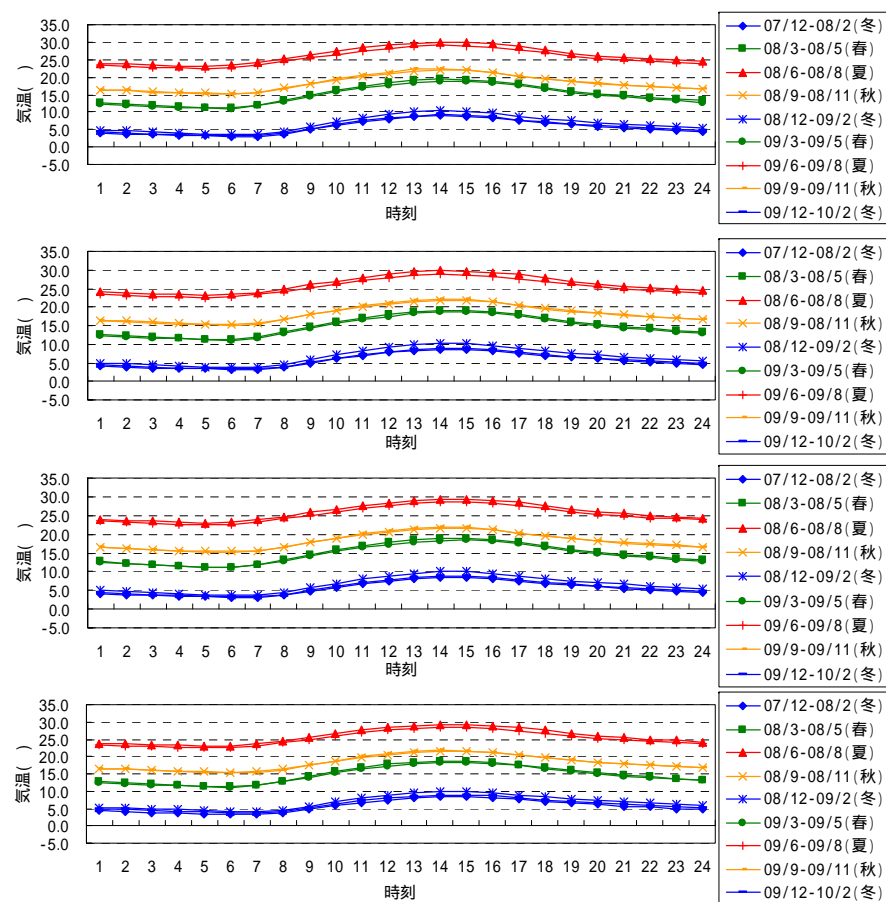 35.0
30.0
25.0
20.0
15.0
10.0
5.0
0.0
-5.0
気温( )
1 2 3 4 5 6 7 8 9 10 11 12 13 14 15 16 17 18 19 20 21 22 23 24
時刻
07/12-08/2(冬)
08/3-08/5(春)
08/6-08/8(夏)
08/9-08/11(秋)
08/12-09/2(冬)
09/3-09/5(春)
09/6-09/8(夏)
09/9-09/11(秋)
09/12-10/2(冬)
35.0
30.0
25.0
20.0
15.0
10.0
5.0
0.0
-5.0
気温( )
1 2 3 4 5 6 7 8 9 10 11 12 13 14 15 16 17 18 19 20 21 22 23 24
時刻
07/12-08/2(冬)
08/3-08/5(春)
08/6-08/8(夏)
08/9-08/11(秋)
08/12-09/2(冬)
09/3-09/5(春)
09/6-09/8(夏)
09/9-09/11(秋)
09/12-10/2(冬)
35.0
30.0
25.0
20.0
15.0
10.0
5.0
0.0
-5.0
気温( )
1 2 3 4 5 6 7 8 9 10 11 12 13 14 15 16 17 18 19 20 21 22 23 24
時刻
07/12-08/2(冬)
08/3-08/5(春)
08/6-08/8(夏)
08/9-08/11(秋)
08/12-09/2(冬)
09/3-09/5(春)
09/6-09/8(夏)
09/9-09/11(秋)
09/12-10/2(冬)
35.0
30.0
25.0
20.0
15.0
10.0
5.0
0.0
-5.0
気温( )
1 2 3 4 5 6 7 8 9 10 11 12 13 14 15 16 17 18 19 20 21 22 23 24
時刻
07/12-08/2(冬)
08/3-08/5(春)
08/6-08/8(夏)
08/9-08/11(秋)
08/12-09/2(冬)
09/3-09/5(春)
09/6-09/8(夏)
09/9-09/11(秋)
09/12-10/2(冬)